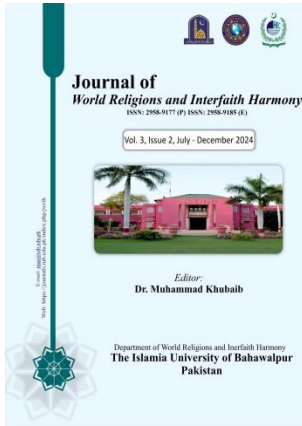 Journal of
World Religions and Interfaith Harmony
ISSN: 2958-9177 (P) ISSN: 2958-9185 (E)
Vol. 3, Issue 2, July - December 2024
Editor:
Dr. Muhammad Khubaib
Department of World Religions and Inerfaith Harmony
The Islamia University of Bahawalpur
Pakistan